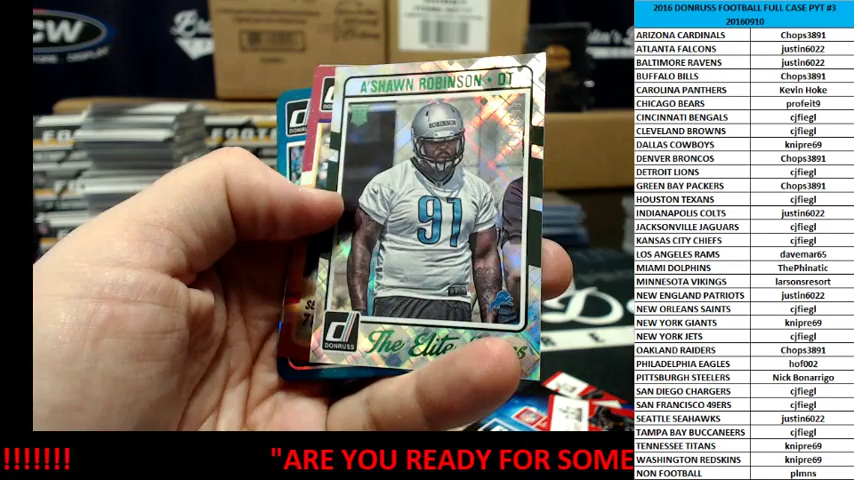 2016 DONRUSS FOOTBALL FULL CASE PYT #3
20160910
ARIZONA CARDINALS Chops3891
ATLANTA FALCONS justin6022
BALTIMORE RAVENS justin6022
BUFFALO BILLS Chops3891
CAROLINA PANTHERS Kevin Hoke
CHICAGO BEARS profeit9
CINCINNATI BENGALS cjfiegl
CLEVELAND BROWNS cjfiegl
DALLAS COWBOYS knipre69
DENVER BRONCOS Chops3891
DETROIT LIONS cjfiegl
GREEN BAY PACKERS Chops3891
HOUSTON TEXANS cjfiegl
INDIANAPOLIS COLTS justin6022
JACKSONVILLE JAGUARS cjfiegl
KANSAS CITY CHIEFS cjfiegl
LOS ANGELES RAMS davemar65
MIAMI DOLPHINS ThePhinatic
MINNESOTA VIKINGS larsonsresort
NEW ENGLAND PATRIOTS justin6022
NEW ORLEANS SAINTS cjfiegl
NEW YORK GIANTS knipre69
NEW YORK JETS cjfiegl
OAKLAND RAIDERS Chops3891
PHILADELPHIA EAGLES hof002
PITTSBURGH STEELERS Nick Bonarrigo
SAN DIEGO CHARGERS cjfiegl
SAN FRANCISCO 49ERS cjfiegl
SEATTLE SEAHAWKS justin6022
TAMPA BAY BUCCANEERS cjfiegl
TENNESSEE TITANS knipre69
WASHINGTON REDSKINS knipre69
NON FOOTBALL plmns
A'SHAWN ROBINSON • DT
ROBINSON
91
DONRUSS
The Elite
!!!!!!! "ARE YOU READY FOR SOME